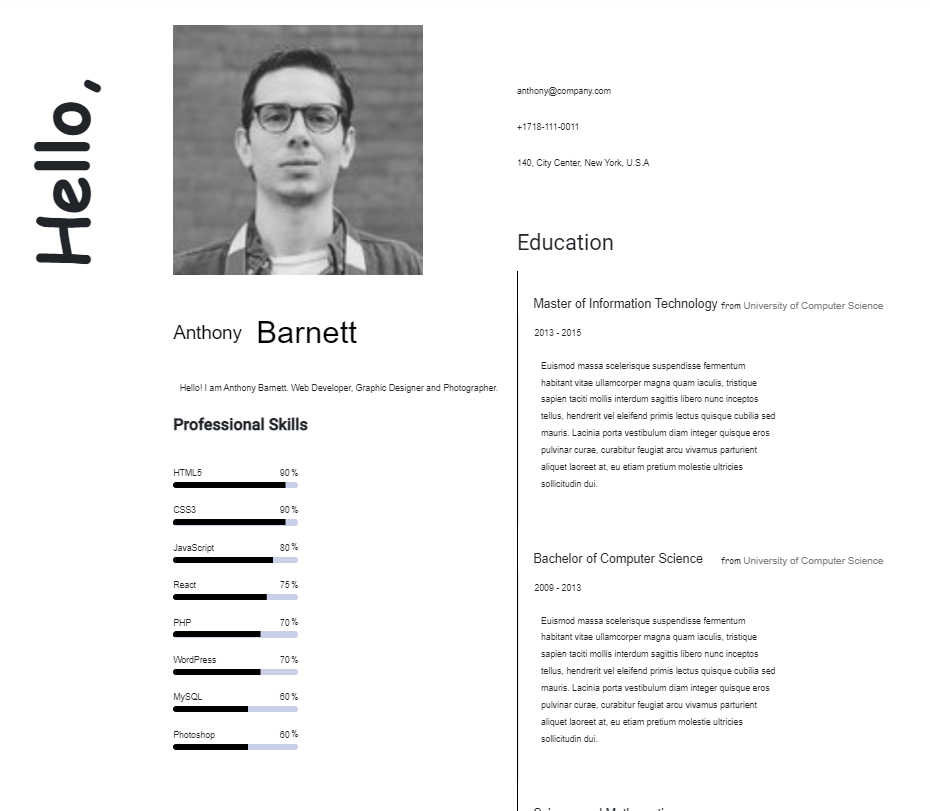 Hello,
anthony@company.com
+1718-111-0011
140, City Center, New York, U.S.A
Anthony Barnett
Hello! I am Anthony Barnett. Web Developer, Graphic Designer and Photographer.
Professional Skills
HTML5 90%
CSS3 90%
JavaScript 80%
React 75%
PHP 70%
WordPress 70%
MySQL 60%
Photoshop 60%
Education
Master of Information Technology from University of Computer Science
2013 - 2015
Euismod massa scelerisque suspendisse fermentum
habitant vitae ullamcorper magna quam iaculis, tristique
sapien taciti mollis interdum sagittis libero nunc inceptos
tellus, hendrerit vel eleifend primis lectus quisque cubilia sed
mauris. Lacinia porta vestibulum diam integer quisque eros
pulvinar curae, curabitur feugiat arcu vivamus parturient
aliquet laoreet at, eu etiam pretium molestie ultricies
sollicitudin dui.
Bachelor of Computer Science from University of Computer Science
2009 - 2013
Euismod massa scelerisque suspendisse fermentum
habitant vitae ullamcorper magna quam iaculis, tristique
sapien taciti mollis interdum sagittis libero nunc inceptos
tellus, hendrerit vel eleifend primis lectus quisque cubilia sed
mauris. Lacinia porta vestibulum diam integer quisque eros
pulvinar curae, curabitur feugiat arcu vivamus parturient
aliquet laoreet at, eu etiam pretium molestie ultricies
sollicitudin dui.